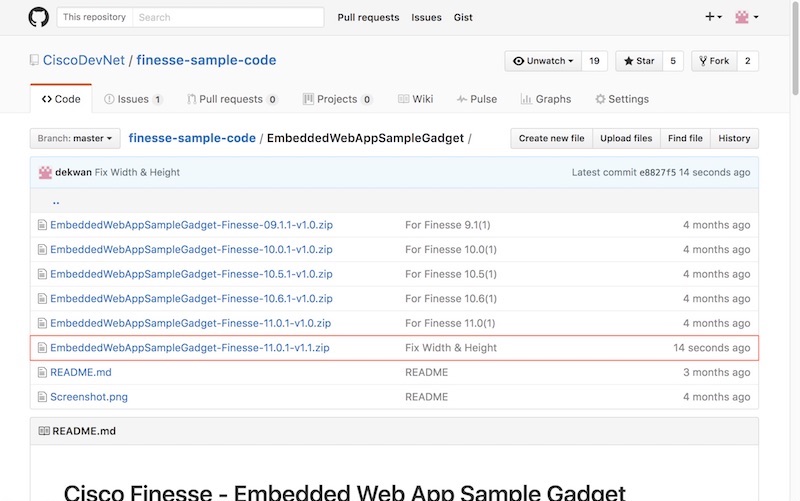 This repository Search Pull requests Issues Gist
CiscoDevNet / finesse-sample-code Unwatch 19 Star 5 Fork 2
Code Issues 1 Pull requests 0 Projects 0 Wiki Pulse Graphs Settings
Branch: master finesse-sample-code / EmbeddedWebAppSampleGadget / Create new file Upload files Find file History
dekwan Fix Width & Height Latest commit e8827f5 14 seconds ago
..
EmbeddedWebAppSampleGadget-Finesse-09.1.1-v1.0.zip For Finesse 9.1(1) 4 months ago
EmbeddedWebAppSampleGadget-Finesse-10.0.1-v1.0.zip For Finesse 10.0(1) 4 months ago
EmbeddedWebAppSampleGadget-Finesse-10.5.1-v1.0.zip For Finesse 10.5(1) 4 months ago
EmbeddedWebAppSampleGadget-Finesse-10.6.1-v1.0.zip For Finesse 10.6(1) 4 months ago
EmbeddedWebAppSampleGadget-Finesse-11.0.1-v1.0.zip For Finesse 11.0(1) 4 months ago
EmbeddedWebAppSampleGadget-Finesse-11.0.1-v1.1.zip Fix Width & Height 14 seconds ago
README.md README 3 months ago
Screenshot.png README 4 months ago
README.md
Cisco Finesse - Embedded Web App Sample Gadget